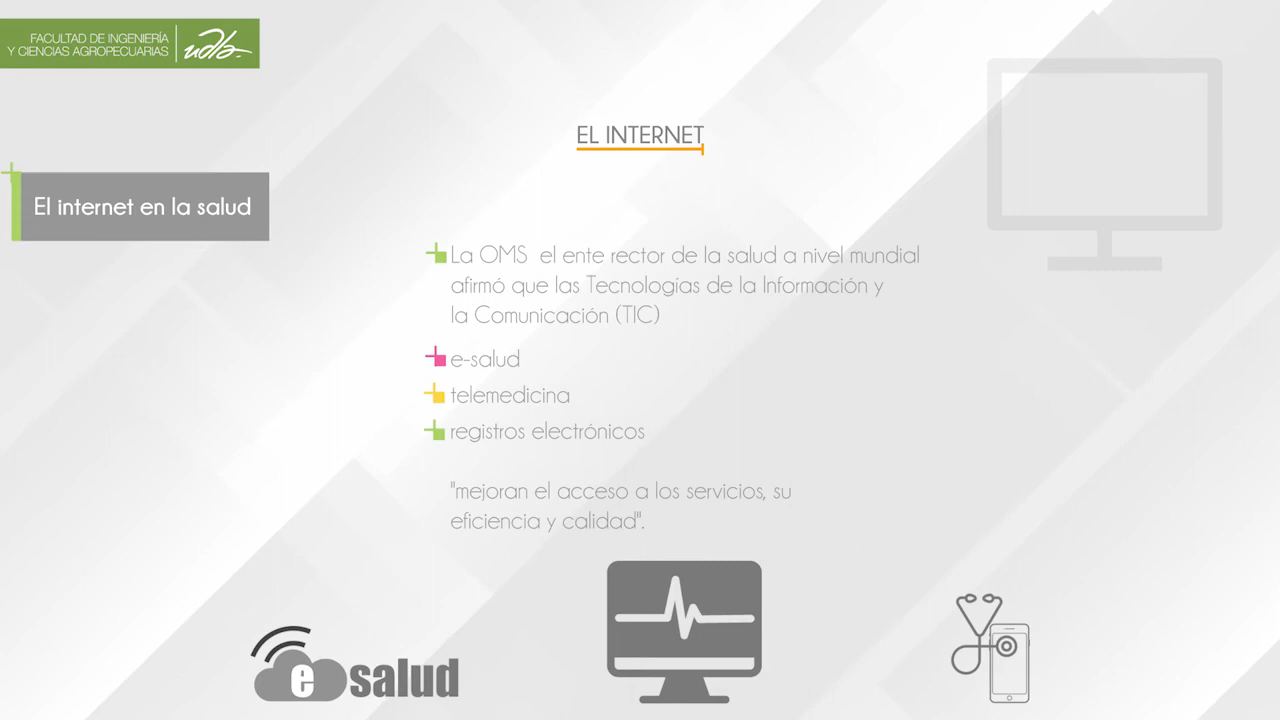 FACULTAD DE INGENIERÍA
Y CIENCIAS AGROPECUARIAS
udla
EL INTERNET
El internet en la salud
La OMS el ente rector de la salud a nivel mundial
afirmó que las Tecnologías de la Información y
la Comunicación (TIC)
e-salud
telemedicina
registros electrónicos
"mejoran el acceso a los servicios, su
eficiencia y calidad".
e salud